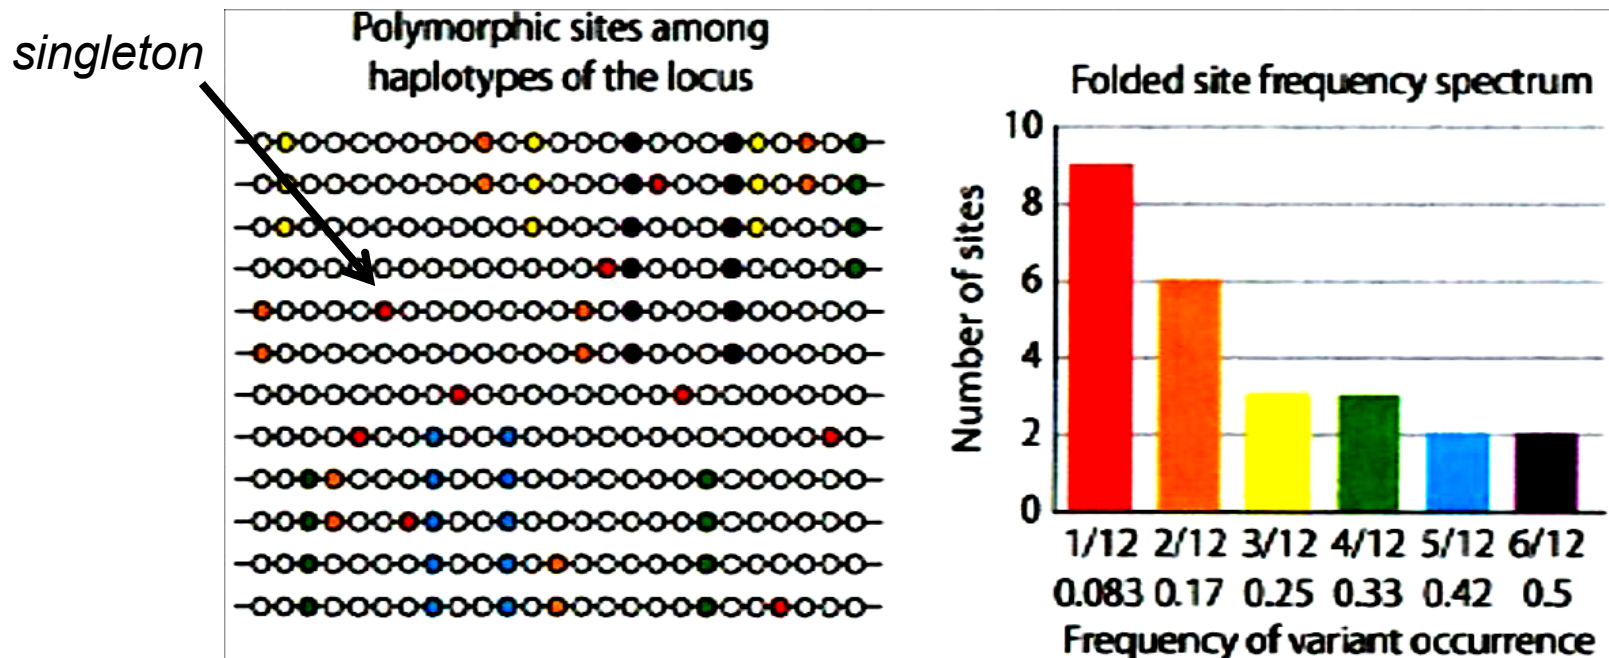 singleton
Polymorphic sites among
haplotypes of the locus
Folded site frequency spectrum
Number of sites
10
8
6
4
2
0
1/12 2/12 3/12 4/12 5/12 6/12
0.083 0.17 0.25 0.33 0.42 0.5
Frequency of variant occurrence